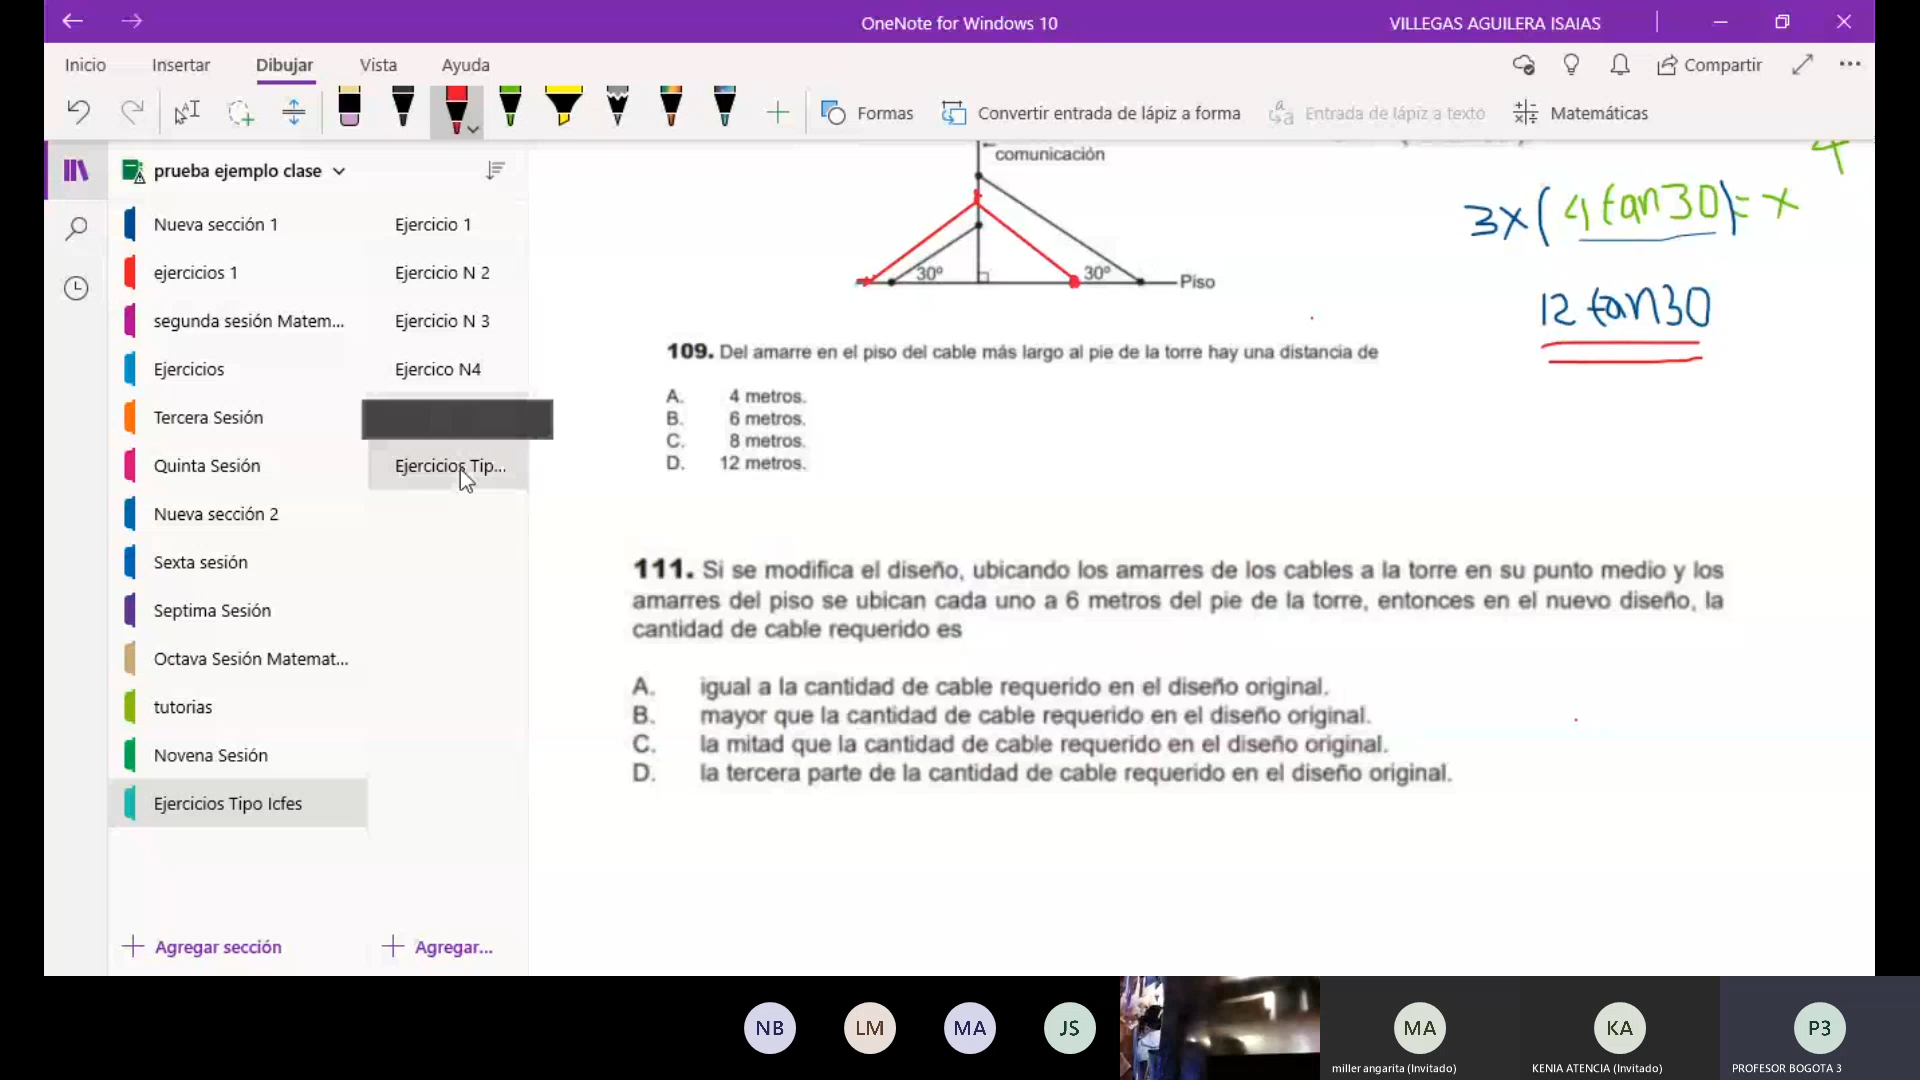 OneNote for Windows 10
VILLEGAS AGUILERA ISAIAS
Inicio
Insertar
Dibujar
Vista
Ayuda
Compartir
Formas
Convertir entrada de lápiz a forma
Entrada de lápiz a texto
Matemáticas
prueba ejemplo clase
Nueva sección 1
ejercicios 1
segunda sesión Matem...
Ejercicios
Tercera Sesión
Quinta Sesión
Nueva sección 2
Sexta sesión
Septima Sesión
Octava Sesión Matemat...
tutorias
Novena Sesión
Ejercicios Tipo Icfes
Agregar sección
Ejercicio 1
Ejercicio N 2
Ejercicio N 3
Ejercico N4
Ejercicios Tip...
Agregar...
comunicación
30º
30º
Piso
4
3x(4tan30)=x
12 tan30
109. Del amarre en el piso del cable más largo al pie de la torre hay una distancia de
A. 4 metros.
B. 6 metros.
C. 8 metros.
D. 12 metros.
111. Si se modifica el diseño, ubicando los amarres de los cables a la torre en su punto medio y los
amarres del piso se ubican cada uno a 6 metros del pie de la torre, entonces en el nuevo diseño, la
cantidad de cable requerido es
A. igual a la cantidad de cable requerido en el diseño original.
B. mayor que la cantidad de cable requerido en el diseño original.
C. la mitad que la cantidad de cable requerido en el diseño original.
D. la tercera parte de la cantidad de cable requerido en el diseño original.
NB
LM
MA
JS
MA
KA
P3
miller angarita (Invitado)
KENIA ATENCIA (Invitado)
PROFESOR BOGOTA 3